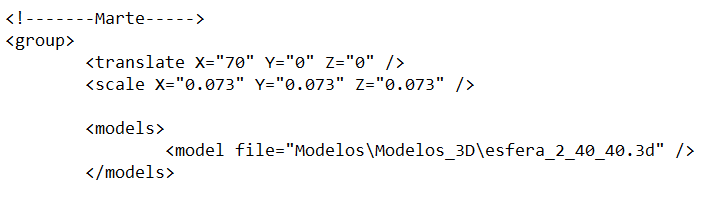 <!-------Marte----->
<group>
<translate X="70" Y="0" Z="0" />
<scale X="0.073" Y="0.073" Z="0.073" />
<models>
<model file="Modelos\Modelos_3D\esfera_2_40_40.3d" />
</models>